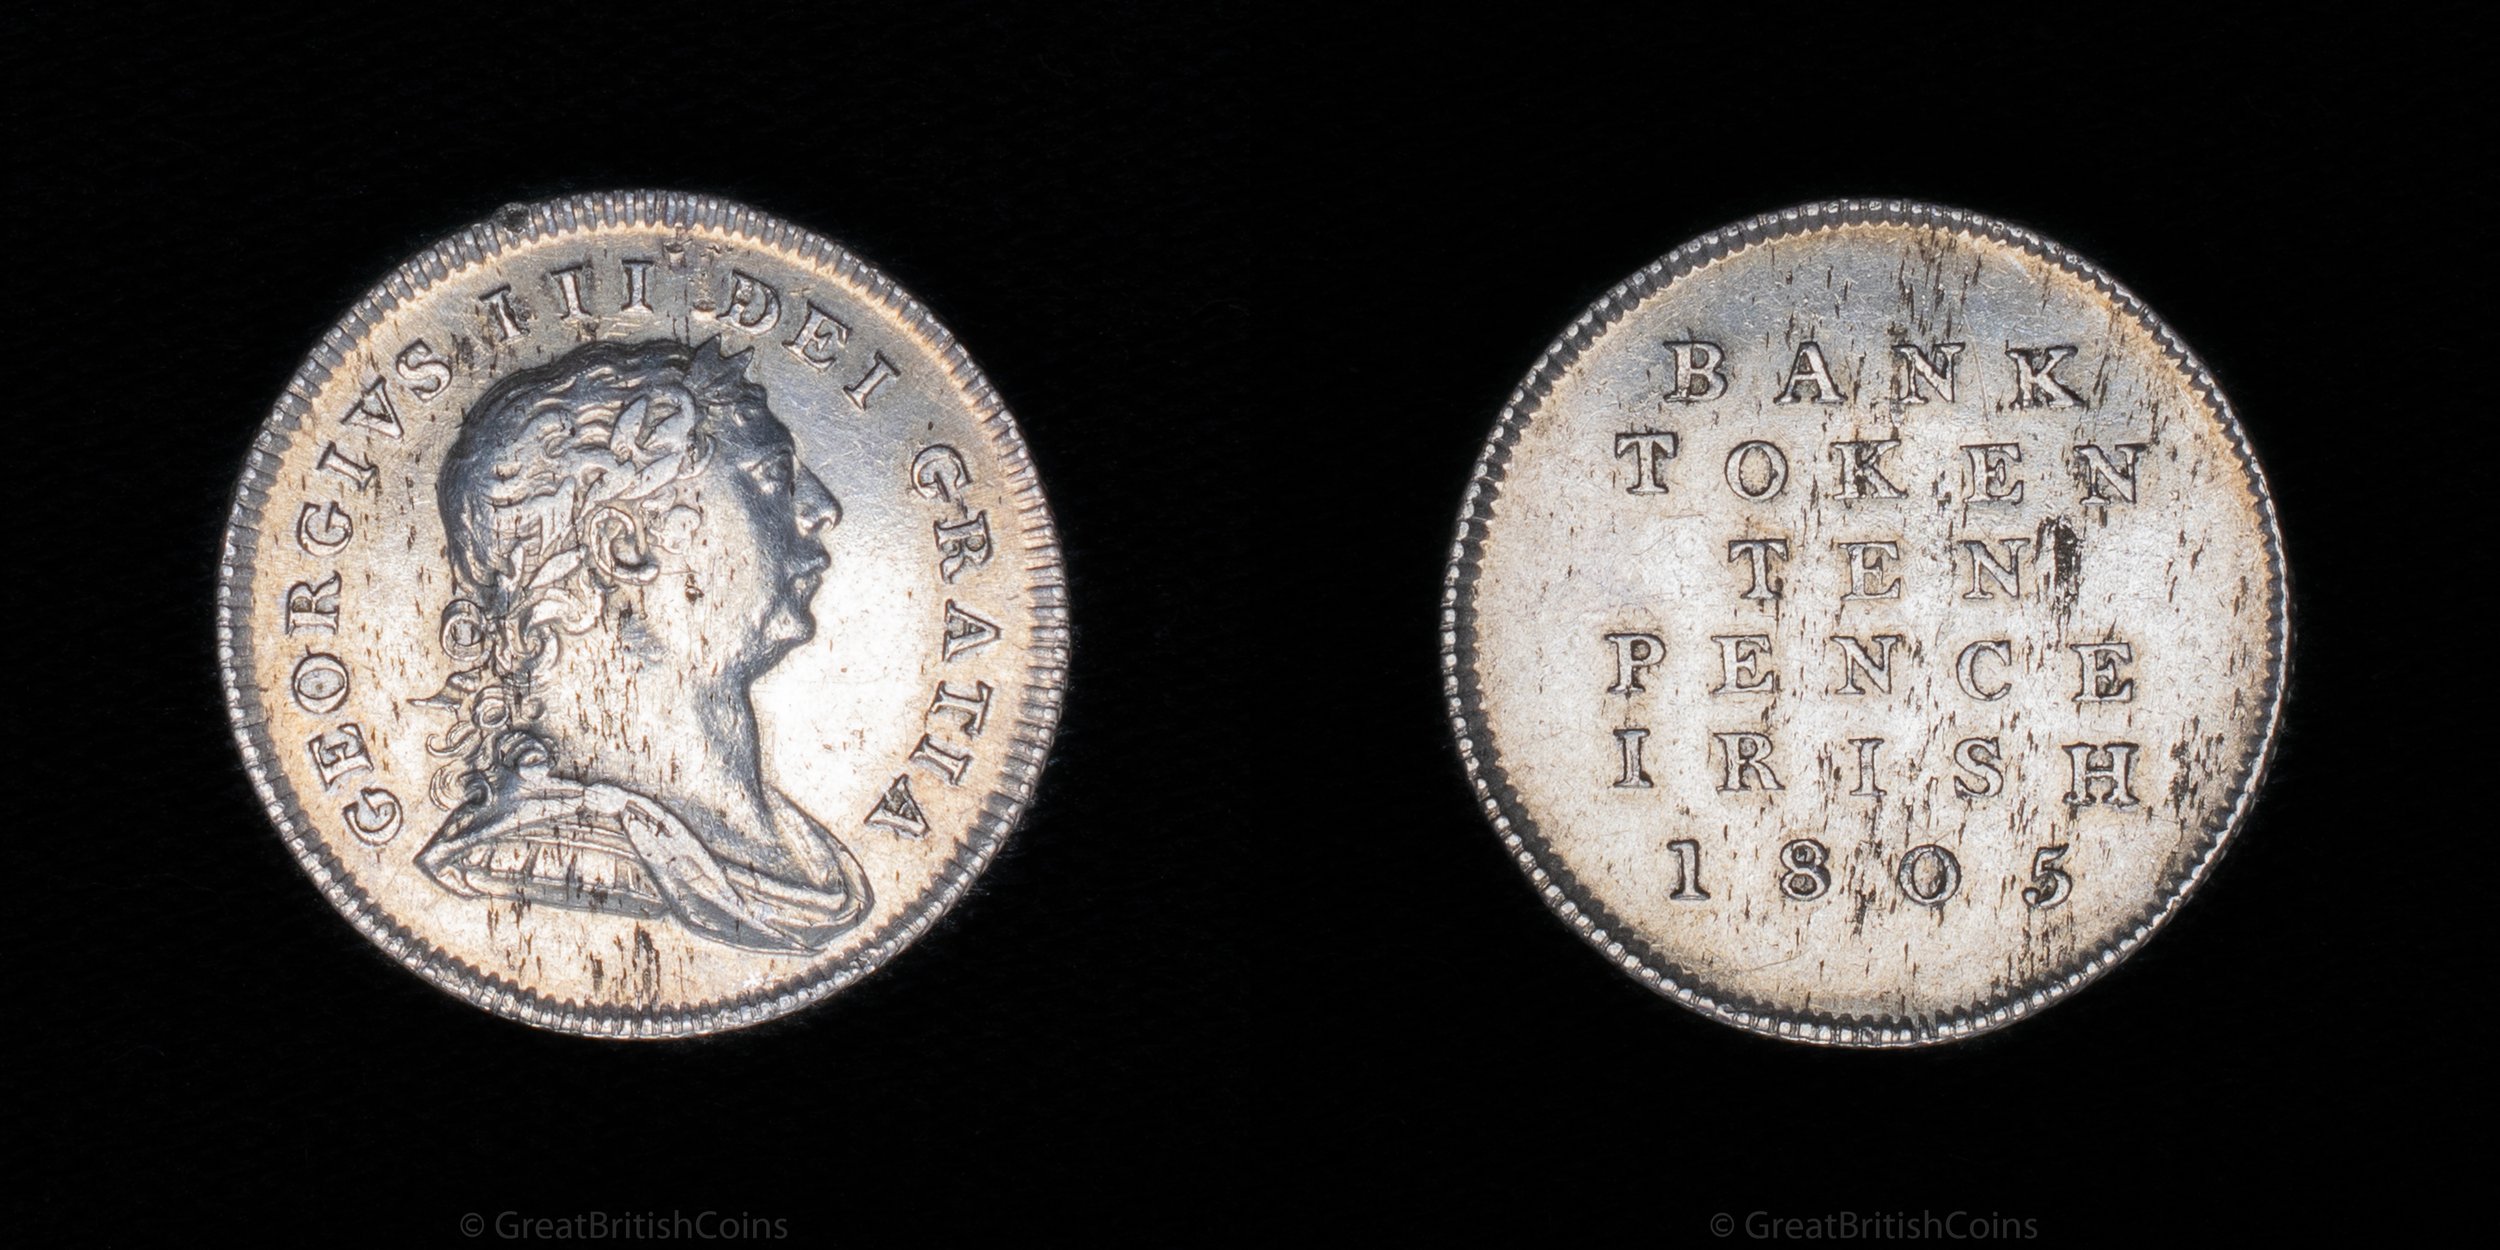 GEORGIVS III DEI GRATIA
BANK
TOKEN
TEN
PENCE
IRISH
1805
© GreatBritishCoins
© GreatBritishCoins